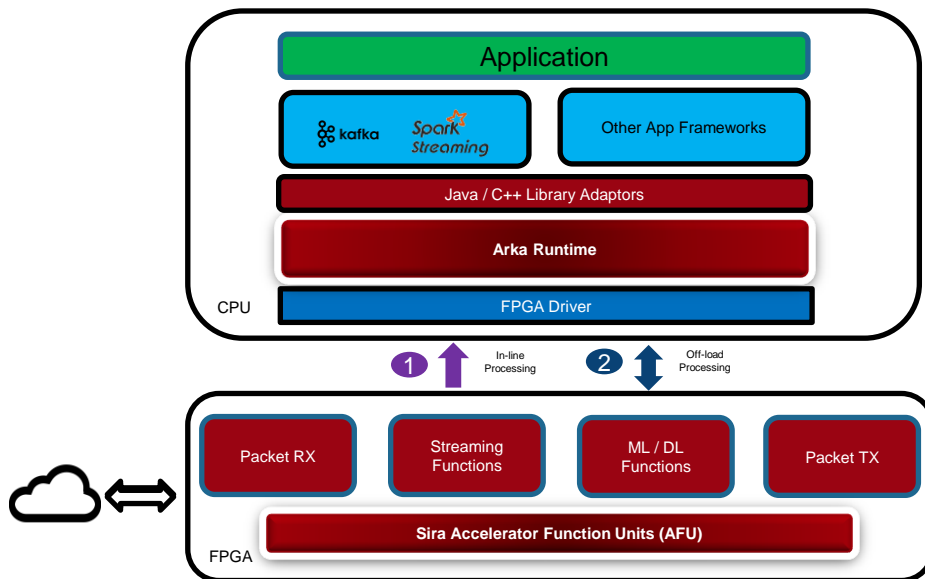 Application
kafka
Spark
Streaming
Other App Frameworks
Java / C++ Library Adaptors
Arka Runtime
FPGA Driver
CPU
1
In-line
Processing
2
Off-load
Processing
Packet RX
Streaming
Functions
ML / DL
Functions
Packet TX
Sira Accelerator Function Units (AFU)
FPGA